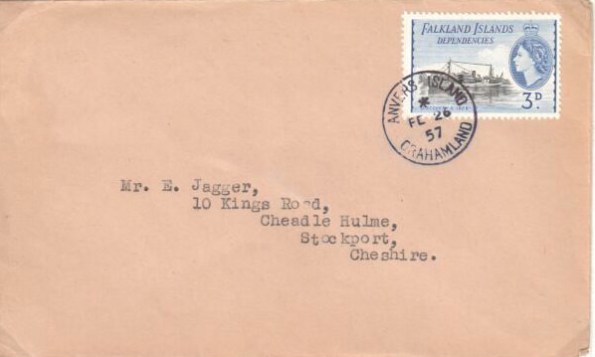 FALKLAND ISLANDS
DEPENDENCIES
3D.
ANVERS ISLAND
*
FE 26
57
GRAHAMLAND
Mr. E. Jagger,
10 Kings Road,
Cheadle Hulme,
Stockport,
Cheshire.